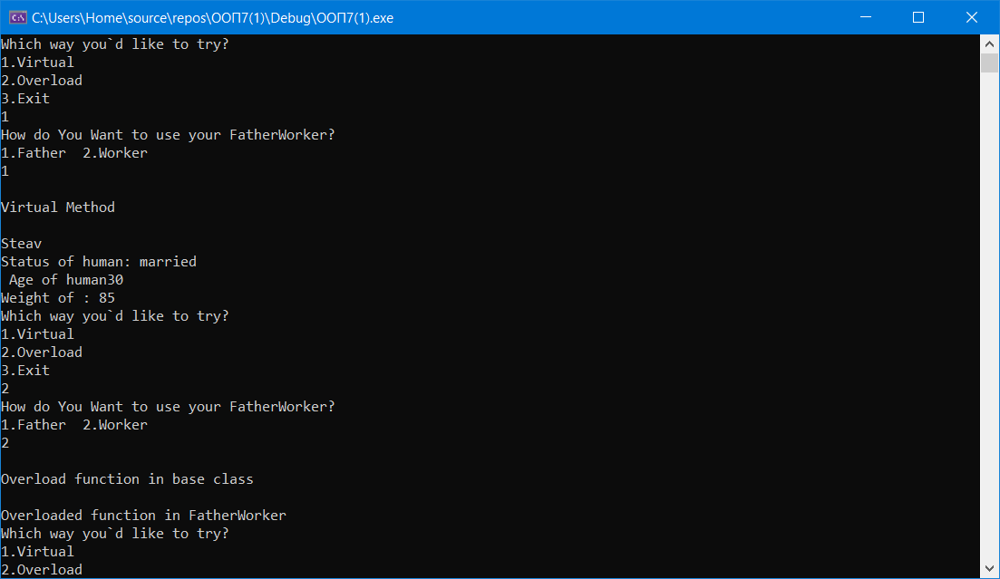 C:\Users\Home\source\repos\ООП7(1)\Debug\ООП7(1).exe
Which way you`d like to try?
1.Virtual
2.Overload
3.Exit
1
How do You Want to use your FatherWorker?
1.Father  2.Worker
1
Virtual Method
Steav
Status of human: married
 Age of human30
Weight of : 85
Which way you`d like to try?
1.Virtual
2.Overload
3.Exit
2
How do You Want to use your FatherWorker?
1.Father  2.Worker
2
Overload function in base class
Overloaded function in FatherWorker
Which way you`d like to try?
1.Virtual
2.Overload